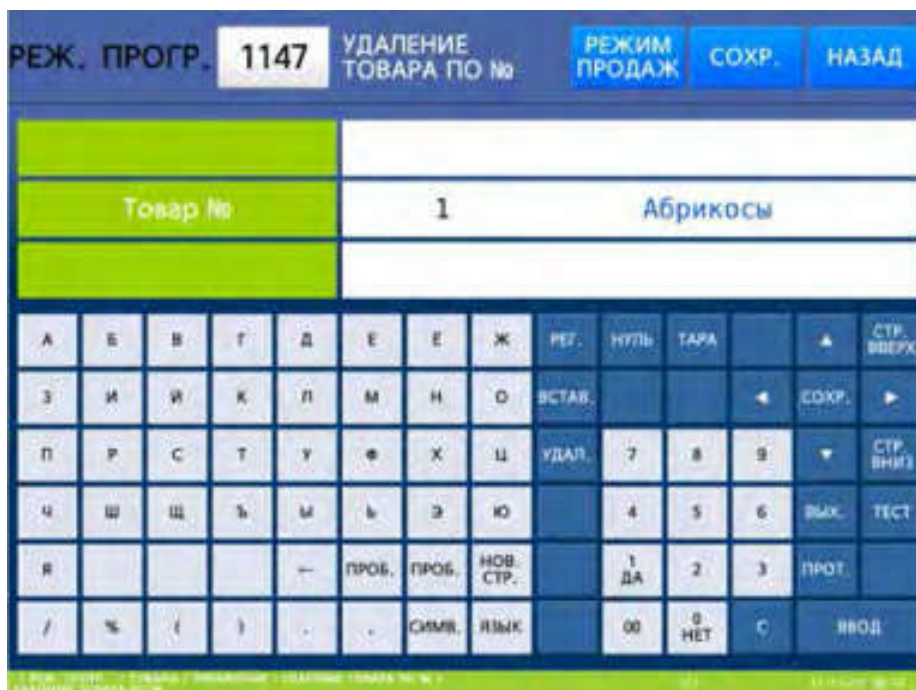 РЕЖ. ПРОГР. 1147 УДАЛЕНИЕ ТОВАРА ПО № РЕЖИМ ПРОДАЖ СОХР. НАЗАД
Товар № 1 Абрикосы
А Б В Г Д Е Ё Ж РЕГ. НУЛЬ ТАРА ▲ СТР. ВВЕРХ
З И Й К Л М Н О ВСТАВ. ◀ СОХР. ▶
П Р С Т У Ф Х Ц УДАЛ. 7 8 9 ▼ СТР. ВНИЗ
Ч Ш Щ Ъ Ы Ь Э Ю 4 5 6 ВЫХ. ТЕСТ
Я ← ПРОБ. ПРОБ. НОВ. СТР. 1 ДА 2 3 ПРОТ.
/ % ( ) СИМВ. ЯЗЫК 00 0 НЕТ C ВВОД